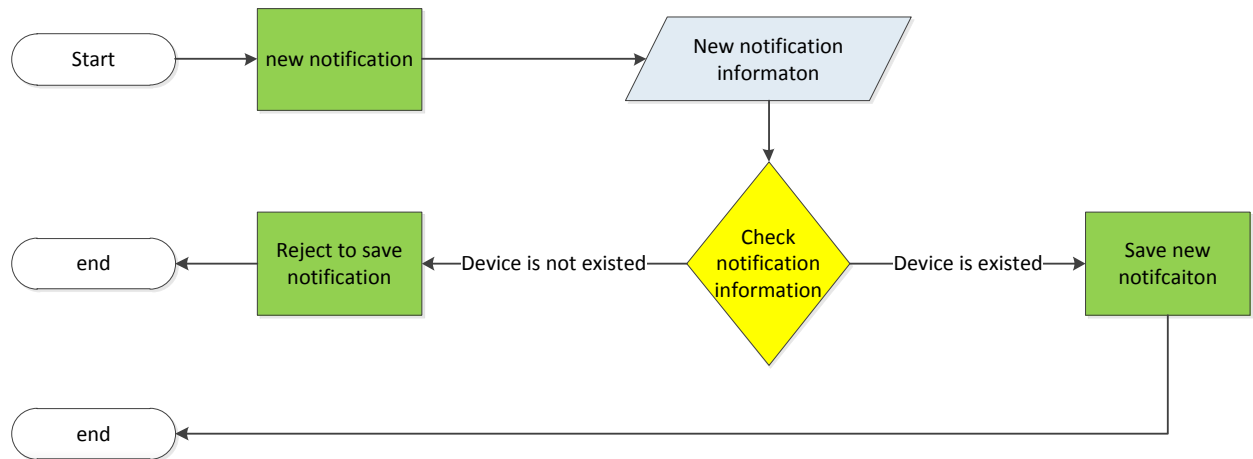 Start
new notification
New notification
informaton
end
Reject to save
notification
Device is not existed
Check
notification
information
Device is existed
Save new
notifcaiton
end